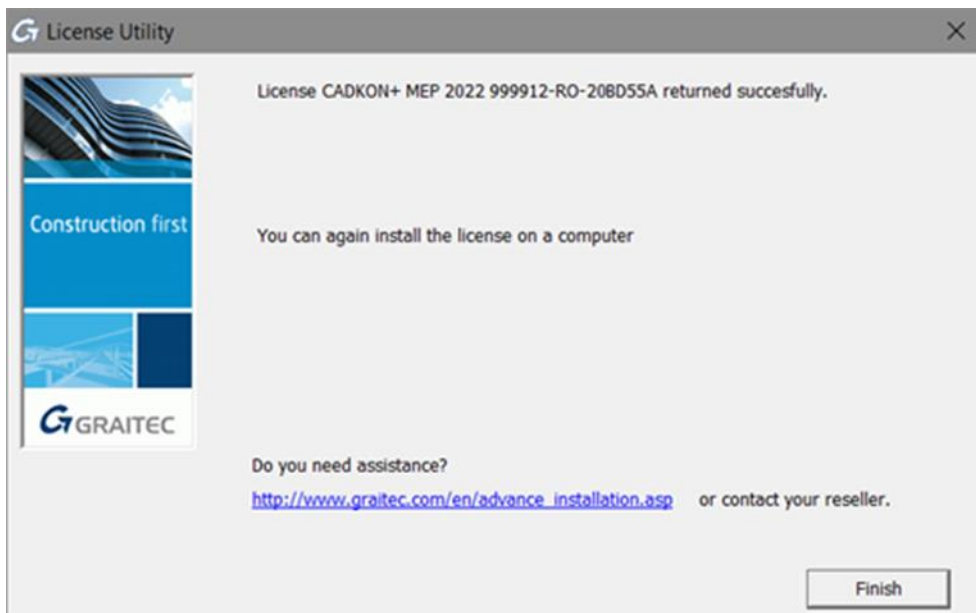 License Utility
License CADKON+ MEP 2022 999912-RO-20BD55A returned succesfully.
Construction first
You can again install the license on a computer
GRAITEC
Do you need assistance?
http://www.graitec.com/en/advance_installation.asp or contact your reseller.
Finish